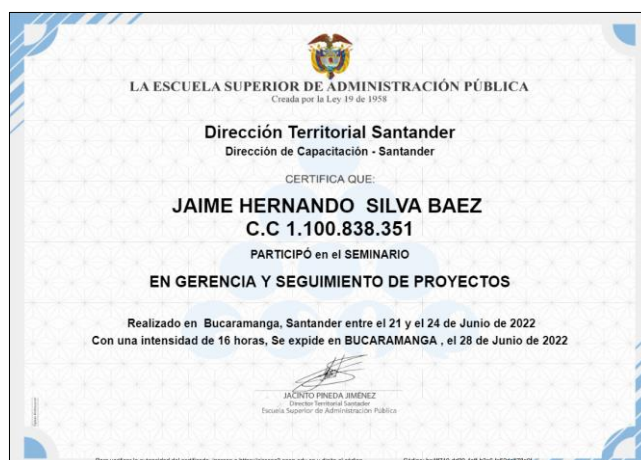 LA ESCUELA SUPERIOR DE ADMINISTRACIÓN PÚBLICA
Creada por la Ley 19 de 1958
Dirección Territorial Santander
Dirección de Capacitación - Santander
CERTIFICA QUE:
JAIME HERNANDO SILVA BAEZ
C.C 1.100.838.351
PARTICIPÓ en el SEMINARIO
EN GERENCIA Y SEGUIMIENTO DE PROYECTOS
Realizado en Bucaramanga, Santander entre el 21 y el 24 de Junio de 2022
Con una intensidad de 16 horas, Se expide en BUCARAMANGA , el 28 de Junio de 2022
JACINTO PINEDA JIMÉNEZ
Director Territorial Santader
Escuela Superior de Administración Pública